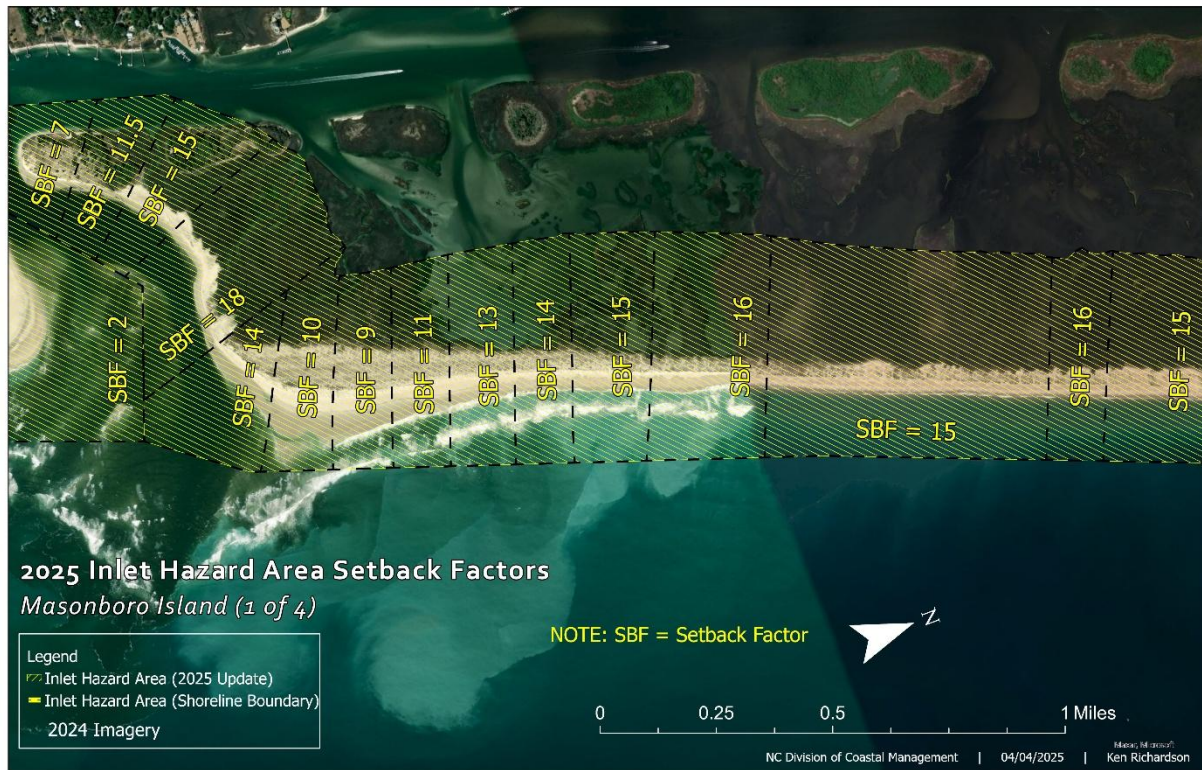 SBF = 7
SBF = 11.5
SBF = 15
SBF = 2
SBF = 18
SBF = 14
SBF = 10
SBF = 9
SBF = 11
SBF = 13
SBF = 14
SBF = 15
SBF = 16
SBF = 15
SBF = 16
SBF = 15
2025 Inlet Hazard Area Setback Factors
Masonboro Island (1 of 4)
NOTE: SBF = Setback Factor
N
Legend
Inlet Hazard Area (2025 Update)
Inlet Hazard Area (Shoreline Boundary)
2024 Imagery
0 0.25 0.5 1 Miles
Maxar, Microsoft
NC Division of Coastal Management | 04/04/2025 | Ken Richardson